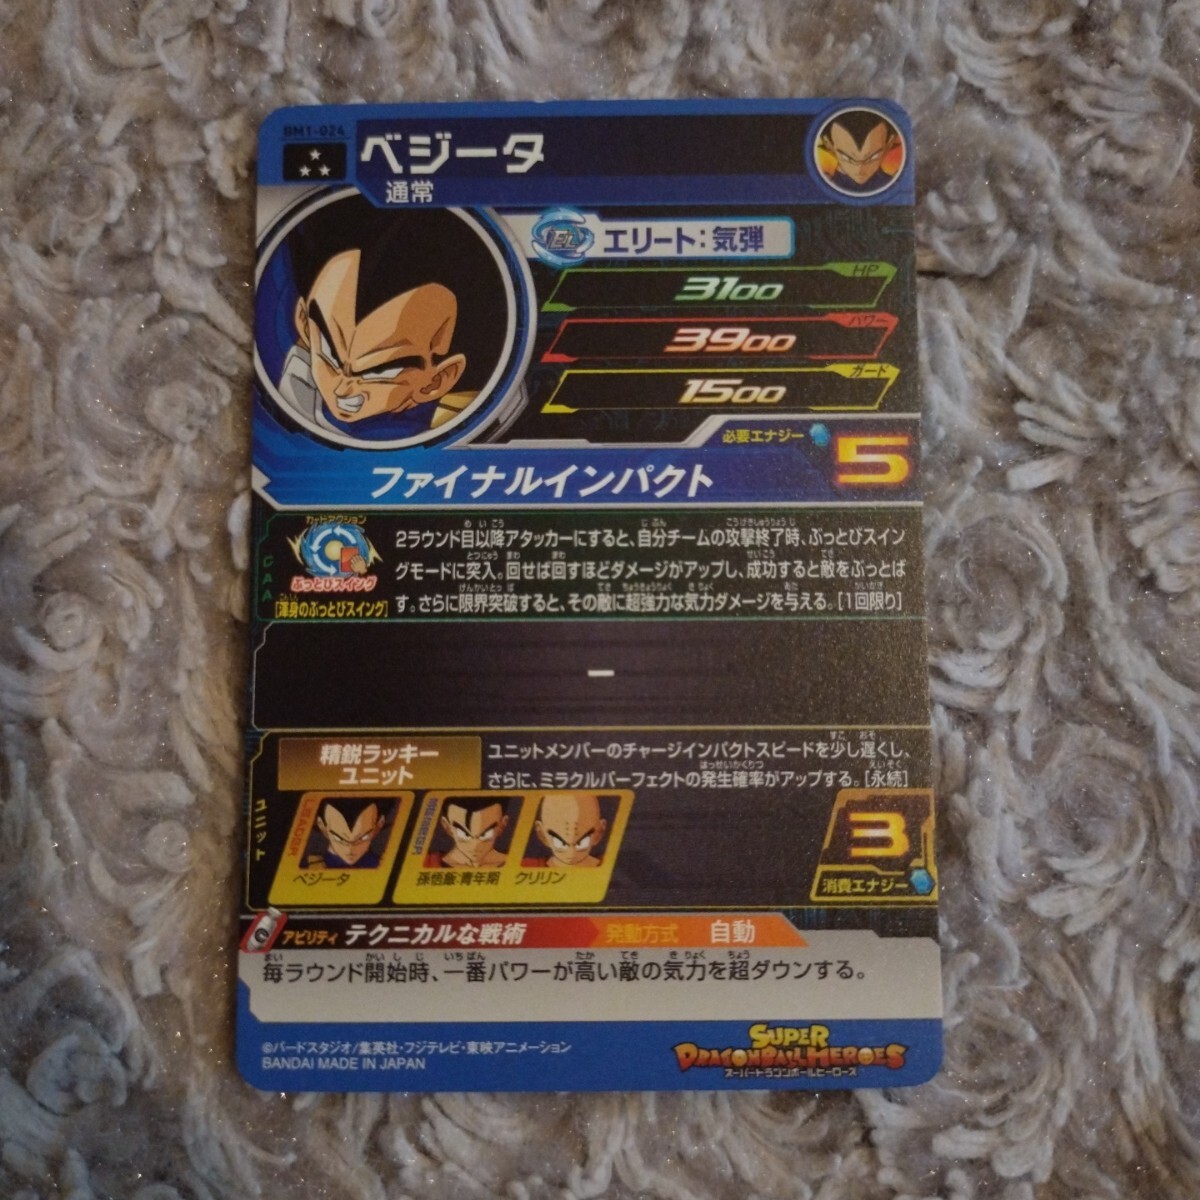 BM1-024
ベジータ
通常
エリート:気弾
HP
3100
パワー
3900
ガード
1500
必要エナジー
5
ファイナルインパクト
CAA
カードアクション
ぶっとびスイング
[渾身のぶっとびスイング]
2ラウンド目以降アタッカーにすると、自分チームの攻撃終了時、ぶっとびスイン
グモードに突入。回せば回すほどダメージがアップし、成功すると敵をぶっとば
す。さらに限界突破すると、その敵に超強力な気力ダメージを与える。[1回限り]
ー
ユニット
精鋭ラッキー
ユニット
ユニットメンバーのチャージインパクトスピードを少し遅くし、
さらに、ミラクルパーフェクトの発生確率がアップする。[永続]
LEADER
ベジータ
MEMBER
孫悟飯:青年期
クリリン
3
消費エナジー
アビリティ テクニカルな戦術
発動方式 自動
毎ラウンド開始時、一番パワーが高い敵の気力を超ダウンする。
©バードスタジオ/集英社・フジテレビ・東映アニメーション
BANDAI MADE IN JAPAN
SUPER
DRAGONBALL HEROES
スーパードラゴンボールヒーローズ